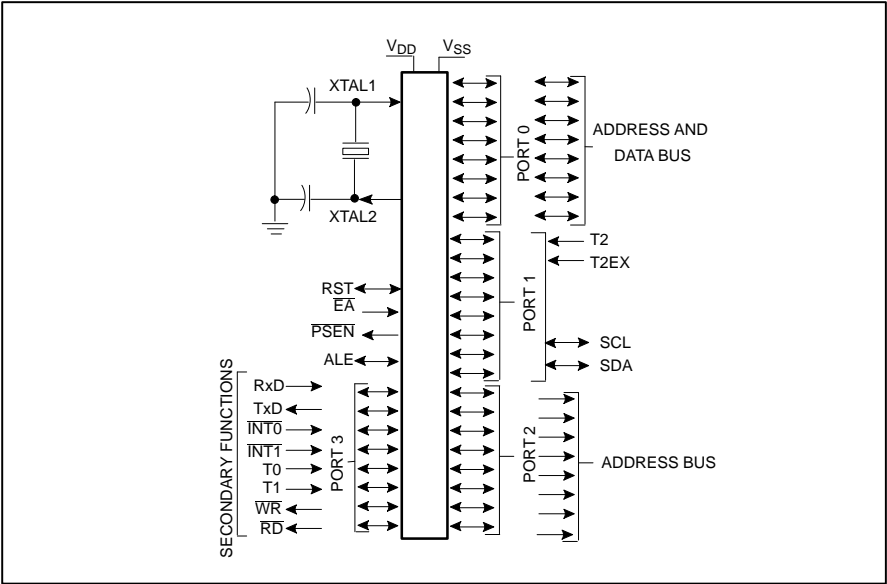 VDD VSS
XTAL1
XTAL2
PORT 0
ADDRESS AND
DATA BUS
T2
T2EX
PORT 1
SCL
SDA
RST
EA
PSEN
ALE
SECONDARY FUNCTIONS
RxD
TxD
INT0
INT1
T0
T1
WR
RD
PORT 3
PORT 2
ADDRESS BUS